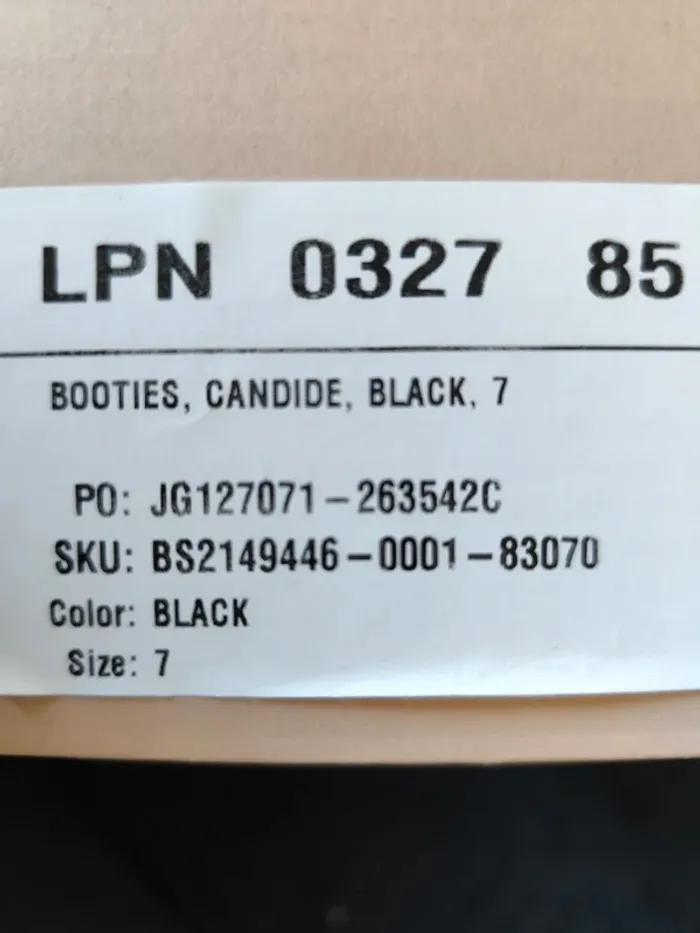 LPN 0327 85
BOOTIES, CANDIDE, BLACK, 7
PO: JG127071-263542C
SKU: BS2149446-0001-83070
Color: BLACK
Size: 7